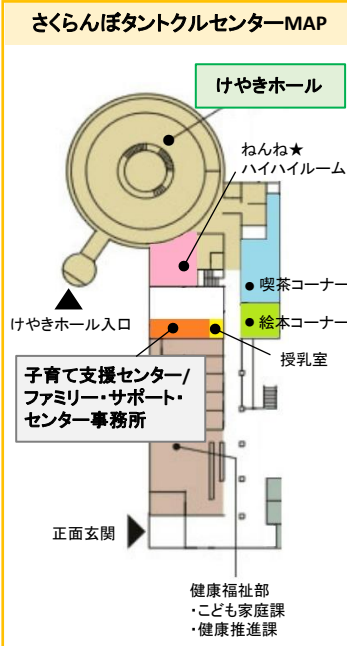 さくらんぼタントクルセンターMAP
けやきホール
ねんね★
ハイハイルーム
喫茶コーナー
けやきホール入口
絵本コーナー
授乳室
子育て支援センター/
ファミリー・サポート・
センター事務所
正面玄関
健康福祉部
・こども家庭課
・健康推進課